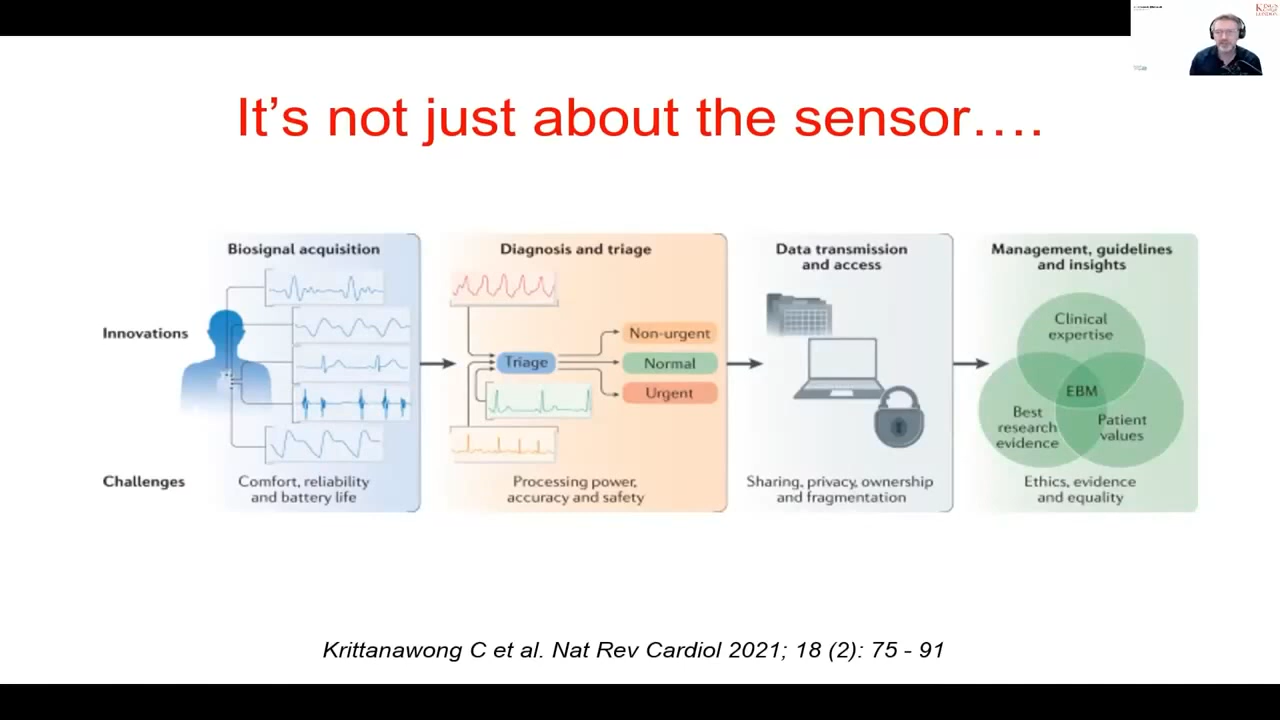 It's not just about the sensor….
Biosignal acquisition
Diagnosis and triage
Data transmission
and access
Management, guidelines
and insights
Innovations
Triage
Non-urgent
Normal
Urgent
Clinical
expertise
EBM
Best
research
evidence
Patient
values
Challenges
Comfort, reliability
and battery life
Processing power,
accuracy and safety
Sharing, privacy, ownership
and fragmentation
Ethics, evidence
and equality
Krittanawong C et al. Nat Rev Cardiol 2021; 18 (2): 75 - 91